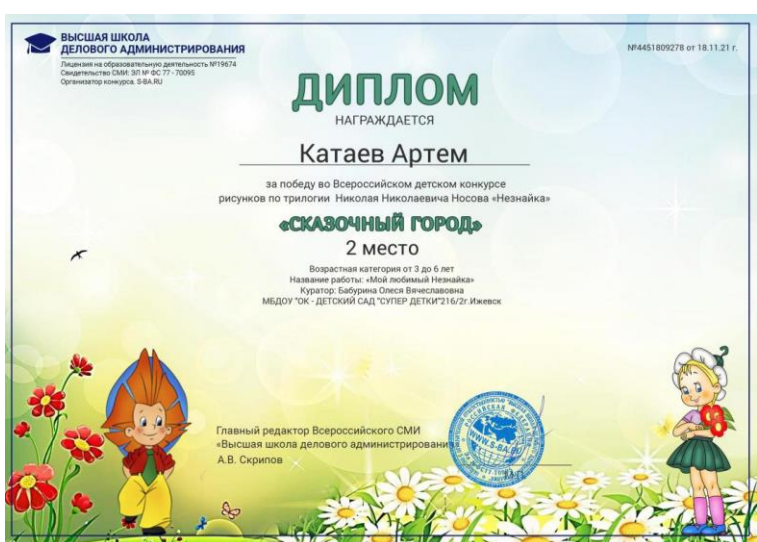 ВЫСШАЯ ШКОЛА
ДЕЛОВОГО АДМИНИСТРИРОВАНИЯ
Лицензия на образовательную деятельность №19674
Свидетельство СМИ: ЭЛ № ФС 77 - 70095
Организатор конкурса. S-BA.RU
№4451809278 от 18.11.21 г.
ДИПЛОМ
НАГРАЖДАЕТСЯ
Катаев Артем
за победу во Всероссийском детском конкурсе
рисунков по трилогии Николая Николаевича Носова «Незнайка»
«СКАЗОЧНЫЙ ГОРОД»
2 место
Возрастная категория от 3 до 6 лет
Название работы: «Мой любимый Незнайка»
Куратор: Бабурина Олеся Вячеславовна
МБДОУ "ОК - ДЕТСКИЙ САД "СУПЕР ДЕТКИ"216/2г.Ижевск
Главный редактор Всероссийского СМИ
«Высшая школа делового администрирования»
А.В. Скрипов
WWW.S-BA.RU